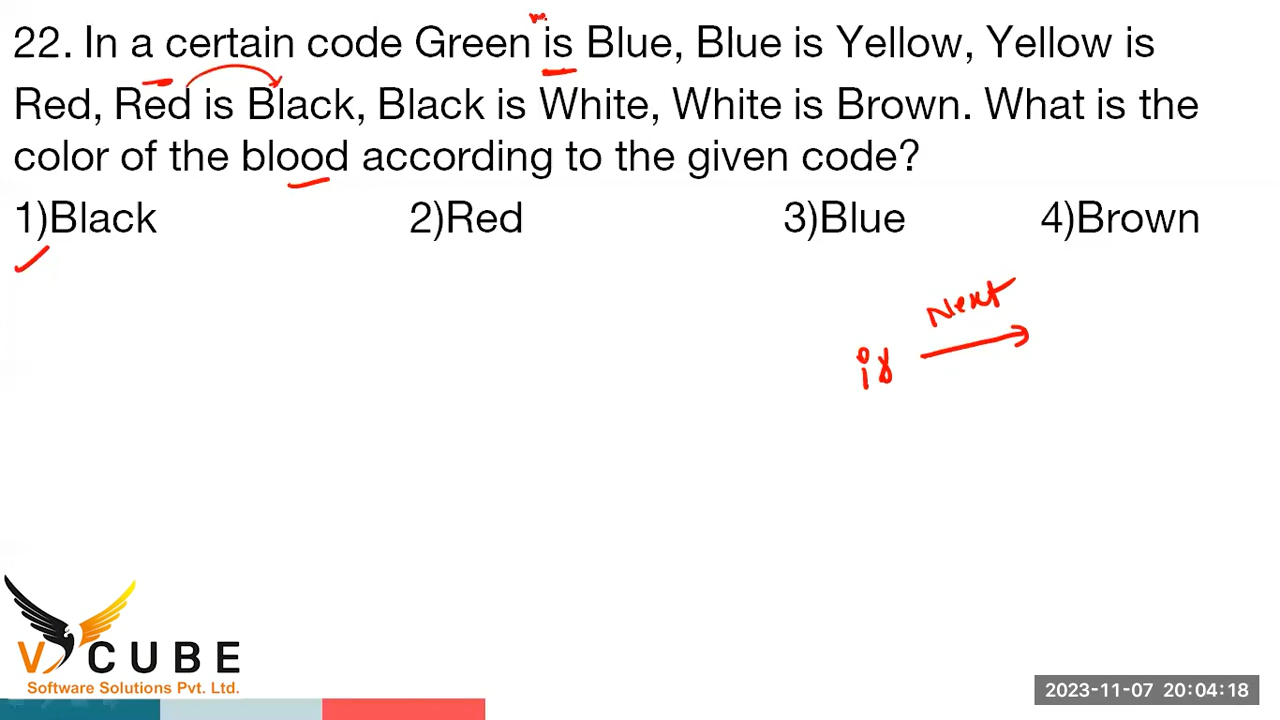 22. In a certain code Green is Blue, Blue is Yellow, Yellow is
Red, Red is Black, Black is White, White is Brown. What is the
color of the blood according to the given code?
1)Black 2)Red 3)Blue 4)Brown
Next
is
V CUBE
Software Solutions Pvt. Ltd.
2023-11-07 20:04:18